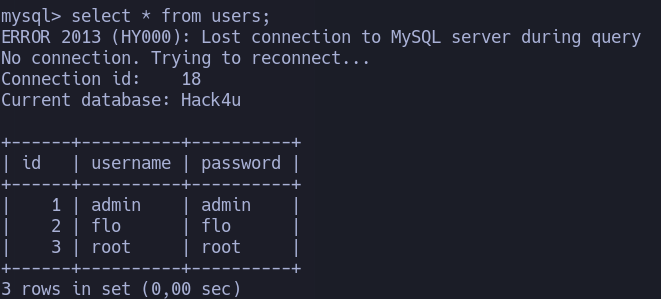 mysql> select * from users;
ERROR 2013 (HY000): Lost connection to MySQL server during query
No connection. Trying to reconnect...
Connection id:    18
Current database: Hack4u

+------+----------+----------+
| id   | username | password |
+------+----------+----------+
|    1 | admin    | admin    |
|    2 | flo      | flo      |
|    3 | root     | root     |
+------+----------+----------+
3 rows in set (0,00 sec)